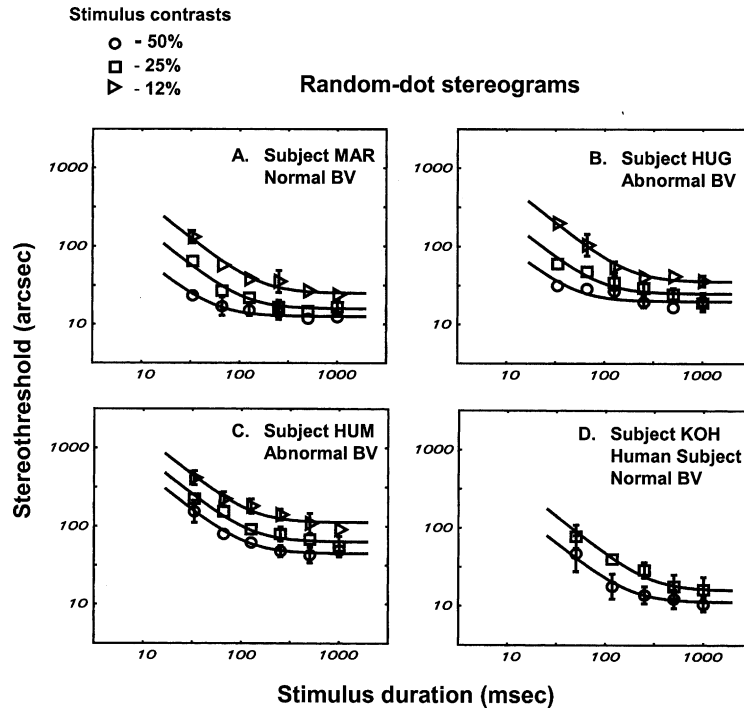 Stimulus contrasts
- 50%
- 25%
- 12%
Random-dot stereograms
Stereothreshold (arcsec)
A. Subject MAR
Normal BV
1000
100
10
10 100 1000
B. Subject HUG
Abnormal BV
1000
100
10
10 100 1000
C. Subject HUM
Abnormal BV
1000
100
10
10 100 1000
D. Subject KOH
Human Subject
Normal BV
1000
100
10
10 100 1000
Stimulus duration (msec)